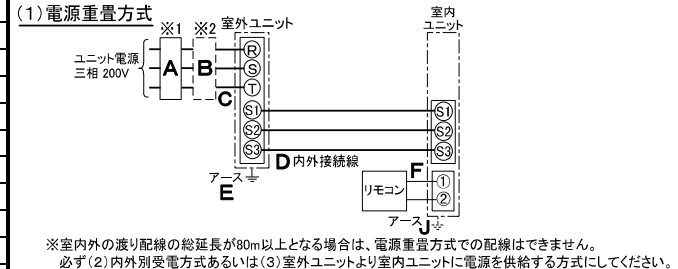 (1)電源重畳方式
※1 ※2 室外ユニット 室内
ユニット
ユニット電源
三相 200V
A B C
R
S
T
S1
S2
S3
S1
S2
S3
D 内外接続線
アース
E
F
リモコン
①
②
アース J
※室内外の渡り配線の総延長が80m以上となる場合は、電源重畳方式での配線はできません。
必ず(2)内外別受電方式あるいは(3)室外ユニットより室内ユニットに電源を供給する方式にしてください。